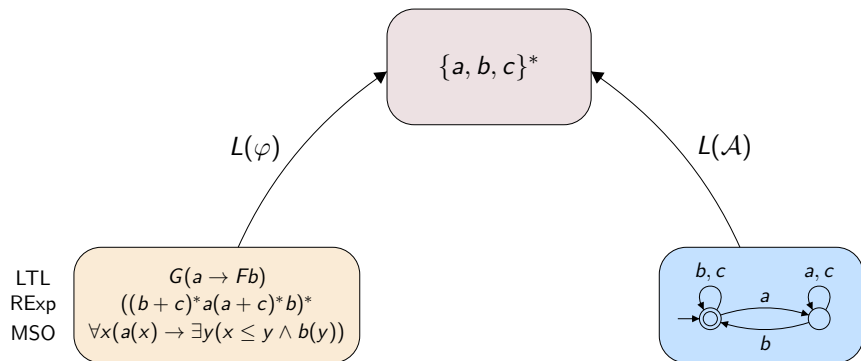 {a, b, c}*
L(φ)
L(𝒜)
LTL G(a → Fb)
RExp ((b + c)*a(a + c)*b)*
MSO ∀x(a(x) → ∃y(x ≤ y ∧ b(y))
b, c
a, c
a
b